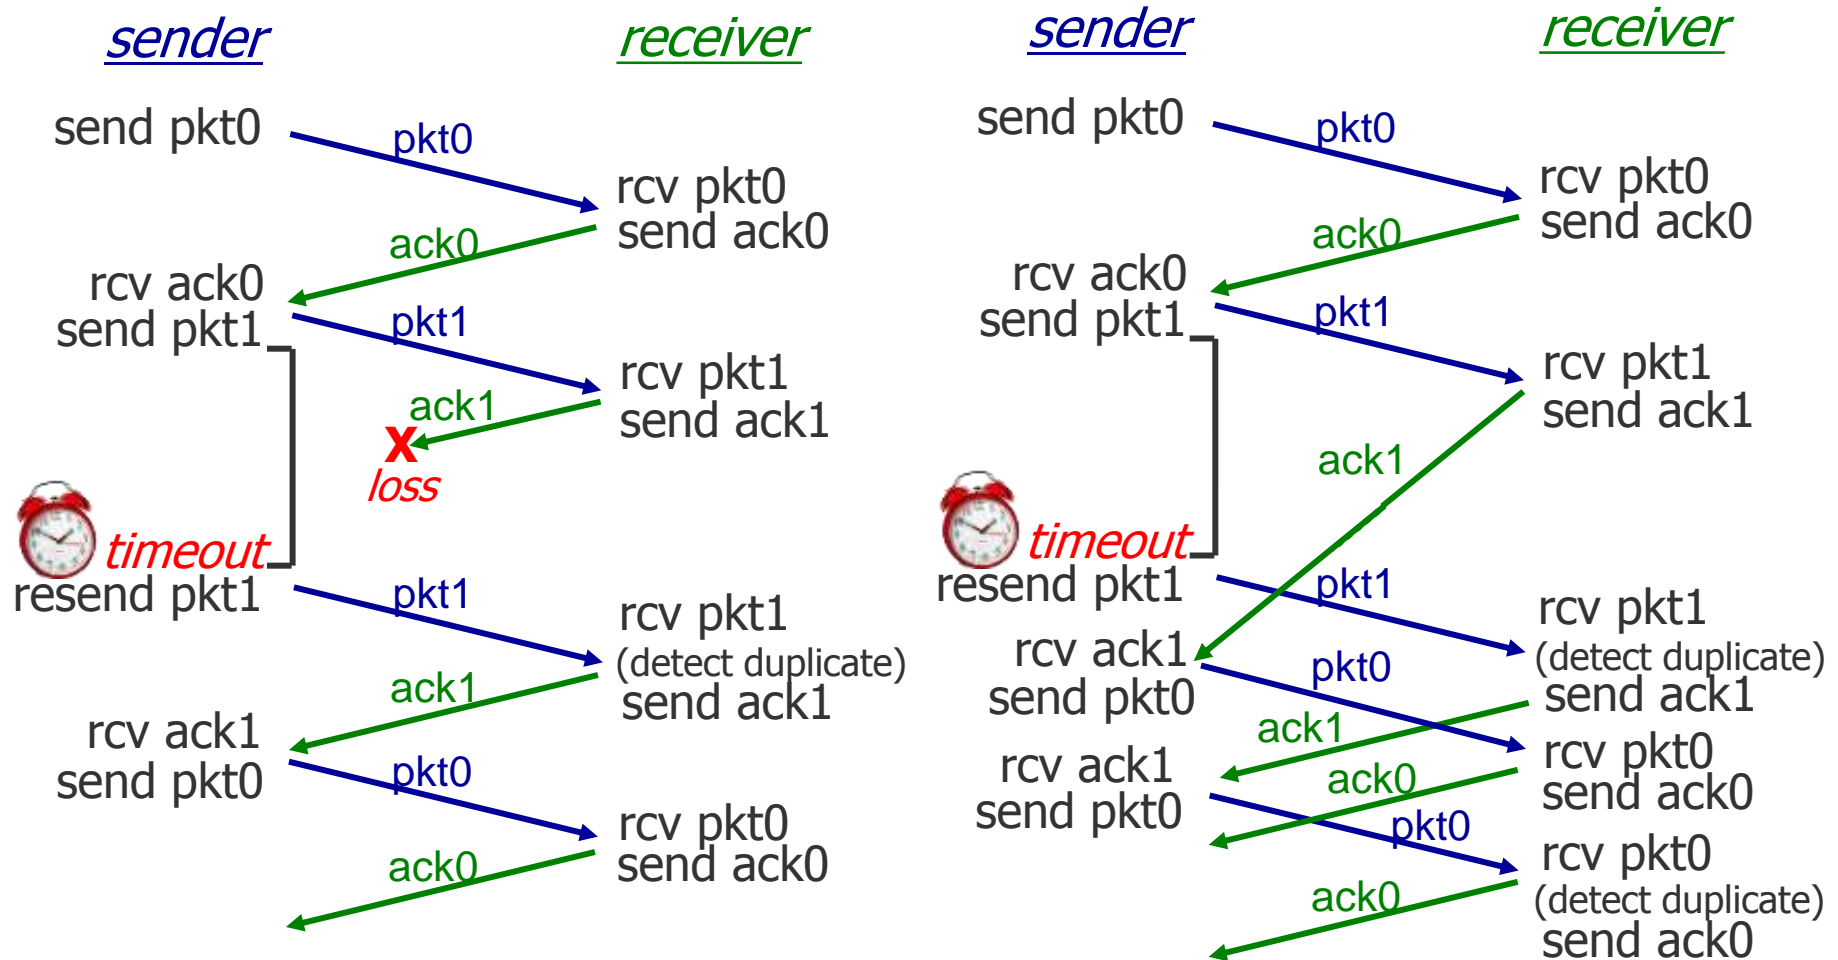 sender
receiver
send pkt0
pkt0
rcv pkt0
send ack0
ack0
rcv ack0
send pkt1
pkt1
rcv pkt1
send ack1
ack1
X
loss
timeout
resend pkt1
pkt1
rcv pkt1
(detect duplicate)
send ack1
ack1
rcv ack1
send pkt0
pkt0
rcv pkt0
send ack0
ack0
sender
receiver
send pkt0
pkt0
rcv pkt0
send ack0
ack0
rcv ack0
send pkt1
pkt1
rcv pkt1
send ack1
ack1
timeout
resend pkt1
pkt1
rcv pkt1
(detect duplicate)
send ack1
rcv ack1
send pkt0
pkt0
ack1
rcv pkt0
send ack0
rcv ack1
send pkt0
ack0
pkt0
rcv pkt0
(detect duplicate)
send ack0
ack0